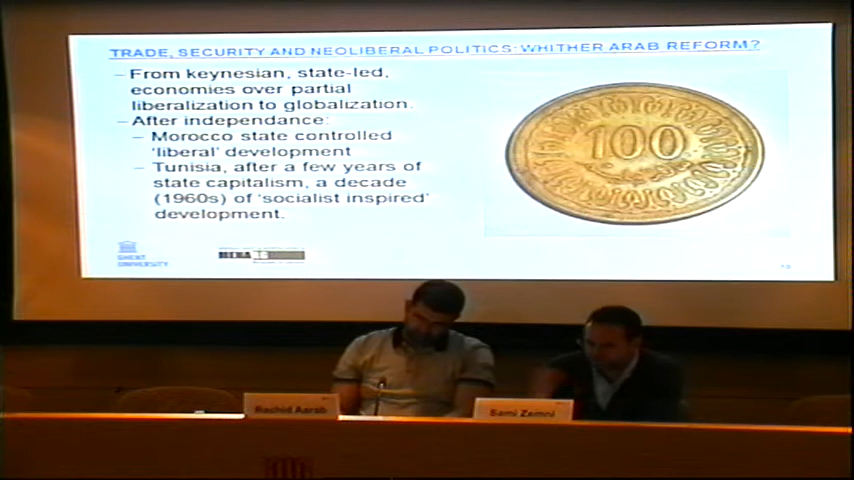 TRADE, SECURITY AND NEOLIBERAL POLITICS: WHITHER ARAB REFORM?
– From keynesian, state-led,
economies over partial
liberalization to globalization.
– After independance:
– Morocco state controlled
'liberal' development
– Tunisia, after a few years of
state capitalism, a decade
(1960s) of 'socialist inspired'
development.
100
GHENT
UNIVERSITY
MENA
Rachid Aarab
Sami Zemni